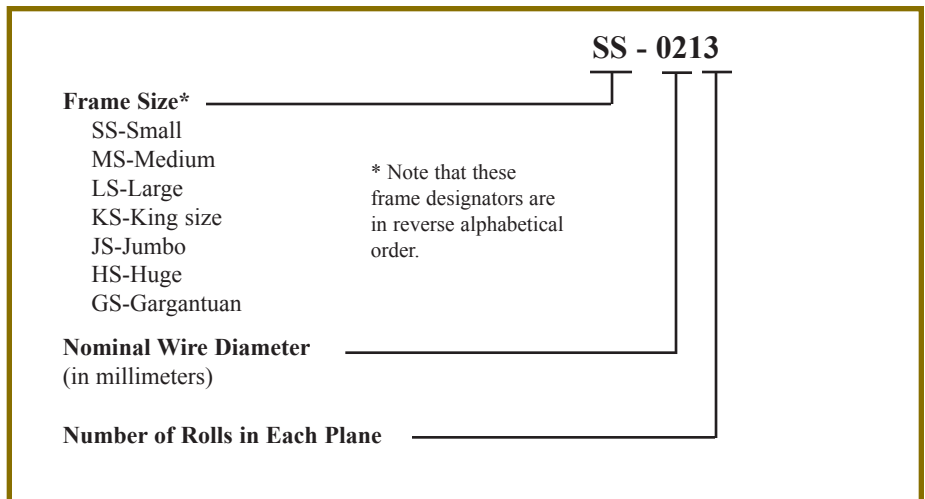 SS - 0213
Frame Size*
SS-Small
MS-Medium
LS-Large
KS-King size
JS-Jumbo
HS-Huge
GS-Gargantuan
* Note that these
frame designators are
in reverse alphabetical
order.
Nominal Wire Diameter
(in millimeters)
Number of Rolls in Each Plane